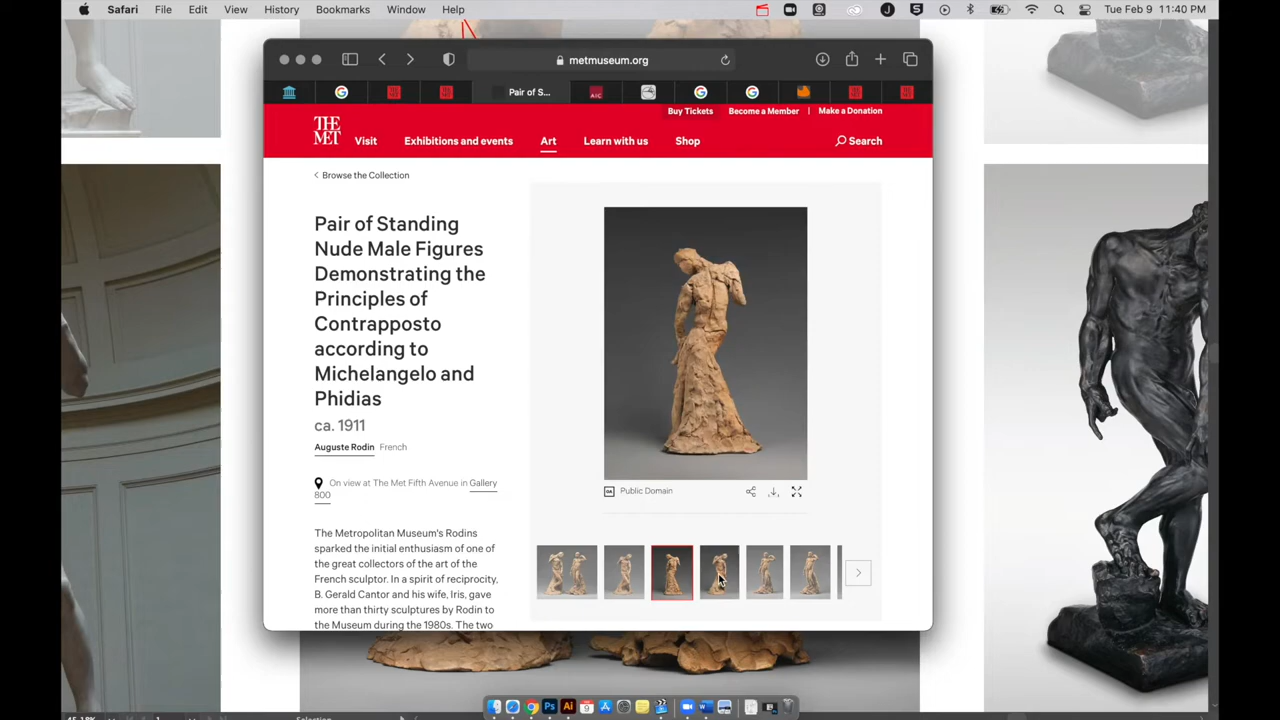 Safari File Edit View History Bookmarks Window Help Tue Feb 9 11:40 PM
metmuseum.org
Pair of S... AIC
Buy Tickets Become a Member | Make a Donation
THE MET Visit Exhibitions and events Art Learn with us Shop Search
Browse the Collection
Pair of Standing
Nude Male Figures
Demonstrating the
Principles of
Contrapposto
according to
Michelangelo and
Phidias
ca. 1911
Auguste Rodin French
On view at The Met Fifth Avenue in Gallery
800
The Metropolitan Museum's Rodins
sparked the initial enthusiasm of one of
the great collectors of the art of the
French sculptor. In a spirit of reciprocity,
B. Gerald Cantor and his wife, Iris, gave
more than thirty sculptures by Rodin to
the Museum during the 1980s. The two
OA Public Domain
45.18% 1 Selection